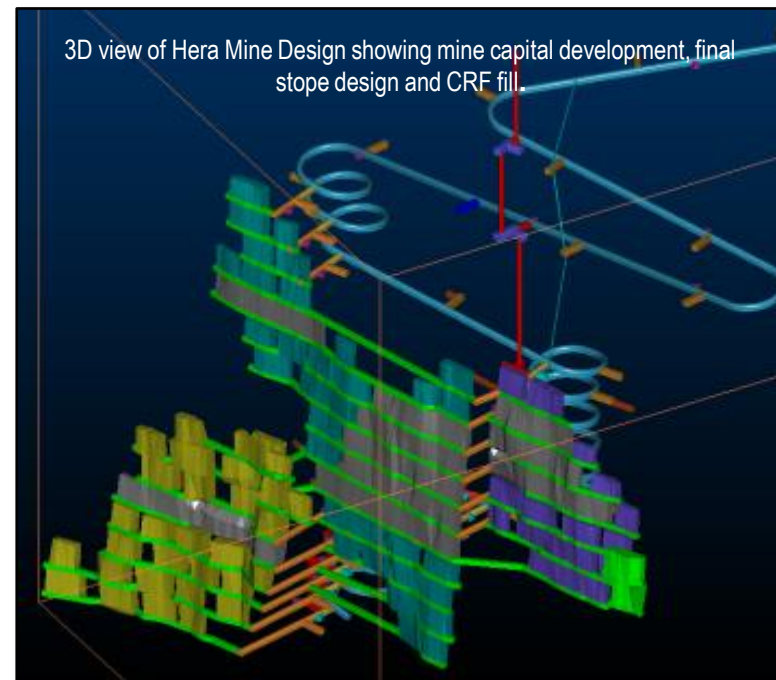 3D view of Hera Mine Design showing mine capital development, final
stope design and CRF fill.